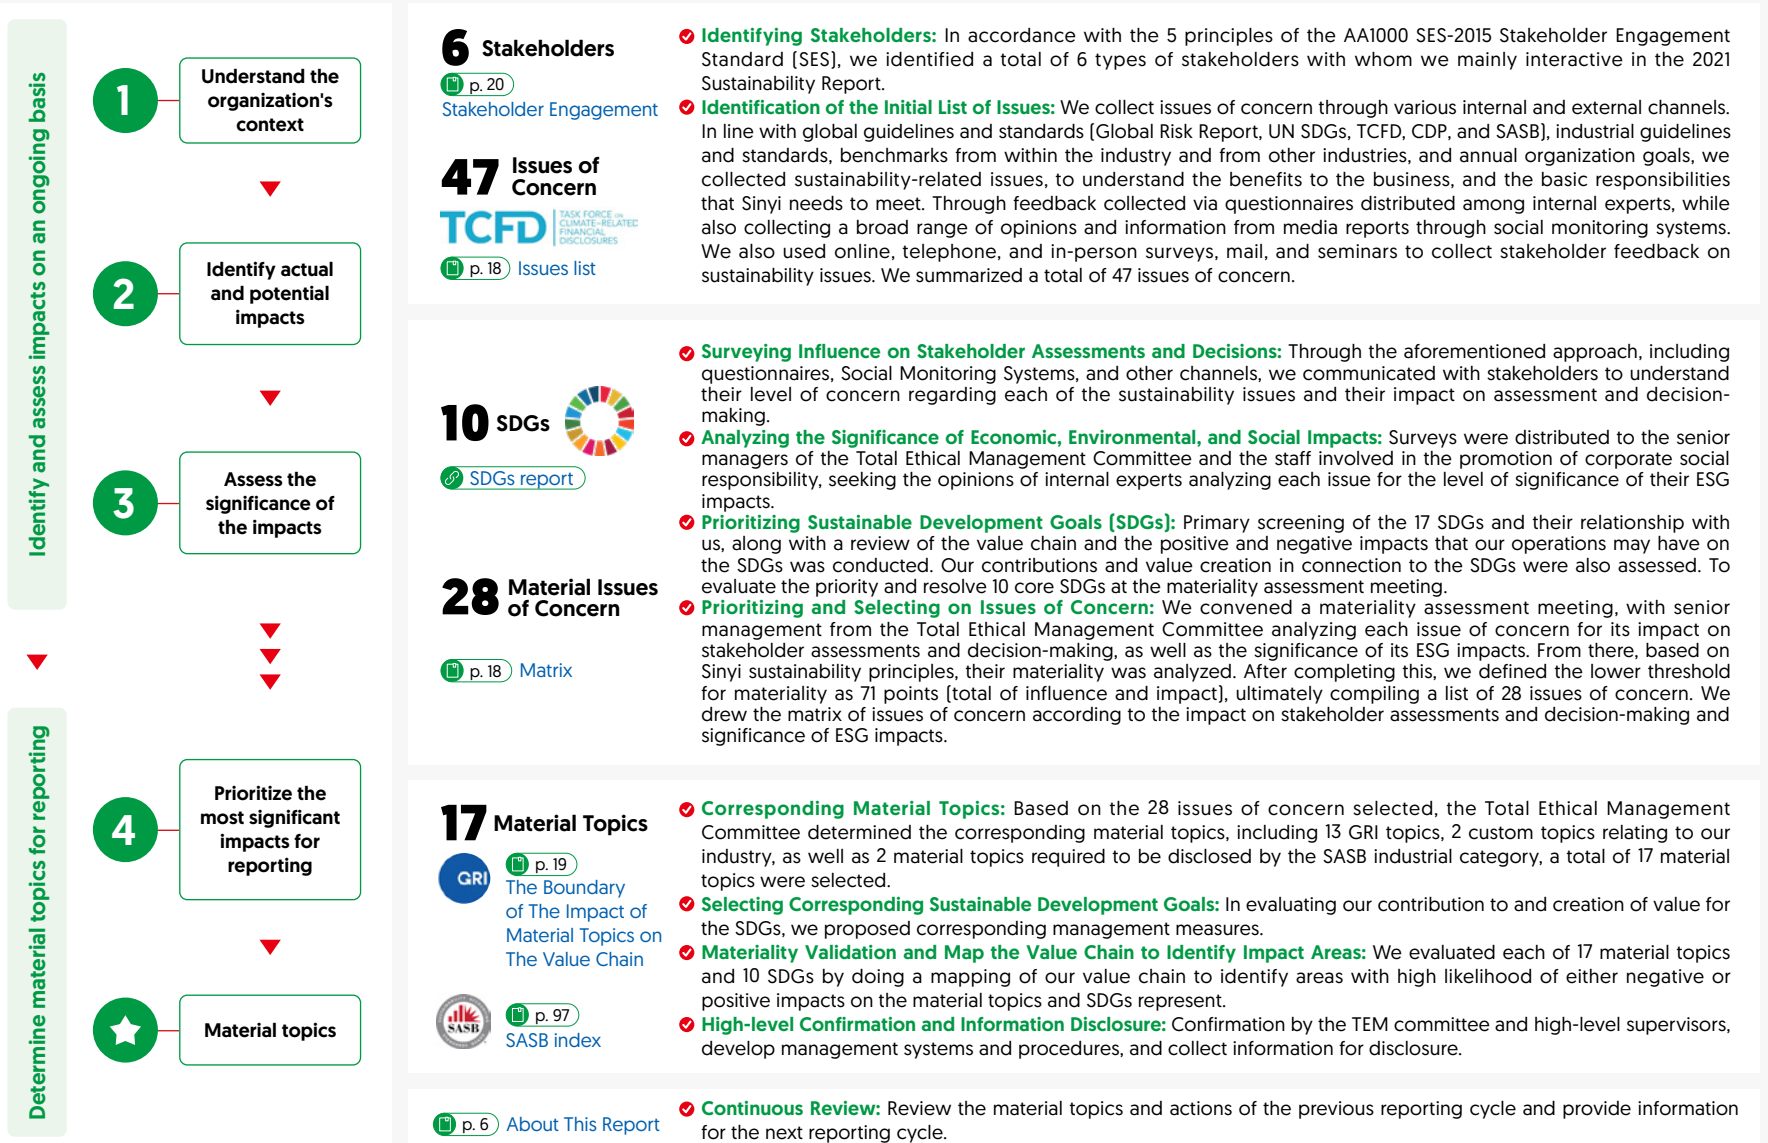 Identify and assess impacts on an ongoing basis
1
Understand the
organization's
context
2
Identify actual
and potential
impacts
3
Assess the
significance of
the impacts
Determine material topics for reporting
4
Prioritize the
most significant
impacts for
reporting
Material topics
6 Stakeholders
p. 20
Stakeholder Engagement
47 Issues of
Concern
TCFD TASK FORCE ON
CLIMATE-RELATED
FINANCIAL
DISCLOSURES
p. 18 Issues list
Identifying Stakeholders: In accordance with the 5 principles of the AA1000 SES-2015 Stakeholder Engagement
Standard (SES), we identified a total of 6 types of stakeholders with whom we mainly interactive in the 2021
Sustainability Report.
Identification of the Initial List of Issues: We collect issues of concern through various internal and external channels.
In line with global guidelines and standards (Global Risk Report, UN SDGs, TCFD, CDP, and SASB), industrial guidelines
and standards, benchmarks from within the industry and from other industries, and annual organization goals, we
collected sustainability-related issues, to understand the benefits to the business, and the basic responsibilities
that Sinyi needs to meet. Through feedback collected via questionnaires distributed among internal experts, while
also collecting a broad range of opinions and information from media reports through social monitoring systems.
We also used online, telephone, and in-person surveys, mail, and seminars to collect stakeholder feedback on
sustainability issues. We summarized a total of 47 issues of concern.
10 SDGs
SDGs report
28 Material Issues
of Concern
p. 18 Matrix
Surveying Influence on Stakeholder Assessments and Decisions: Through the aforementioned approach, including
questionnaires, Social Monitoring Systems, and other channels, we communicated with stakeholders to understand
their level of concern regarding each of the sustainability issues and their impact on assessment and decision-
making.
Analyzing the Significance of Economic, Environmental, and Social Impacts: Surveys were distributed to the senior
managers of the Total Ethical Management Committee and the staff involved in the promotion of corporate social
responsibility, seeking the opinions of internal experts analyzing each issue for the level of significance of their ESG
impacts.
Prioritizing Sustainable Development Goals (SDGs): Primary screening of the 17 SDGs and their relationship with
us, along with a review of the value chain and the positive and negative impacts that our operations may have on
the SDGs was conducted. Our contributions and value creation in connection to the SDGs were also assessed. To
evaluate the priority and resolve 10 core SDGs at the materiality assessment meeting.
Prioritizing and Selecting on Issues of Concern: We convened a materiality assessment meeting, with senior
management from the Total Ethical Management Committee analyzing each issue of concern for its impact on
stakeholder assessments and decision-making, as well as the significance of its ESG impacts. From there, based on
Sinyi sustainability principles, their materiality was analyzed. After completing this, we defined the lower threshold
for materiality as 71 points (total of influence and impact), ultimately compiling a list of 28 issues of concern. We
drew the matrix of issues of concern according to the impact on stakeholder assessments and decision-making and
significance of ESG impacts.
17 Material Topics
GRI
p. 19
The Boundary
of The Impact of
Material Topics on
The Value Chain
SASB
p. 97
SASB index
Corresponding Material Topics: Based on the 28 issues of concern selected, the Total Ethical Management
Committee determined the corresponding material topics, including 13 GRI topics, 2 custom topics relating to our
industry, as well as 2 material topics required to be disclosed by the SASB industrial category, a total of 17 material
topics were selected.
Selecting Corresponding Sustainable Development Goals: In evaluating our contribution to and creation of value for
the SDGs, we proposed corresponding management measures.
Materiality Validation and Map the Value Chain to Identify Impact Areas: We evaluated each of 17 material topics
and 10 SDGs by doing a mapping of our value chain to identify areas with high likelihood of either negative or
positive impacts on the material topics and SDGs represent.
High-level Confirmation and Information Disclosure: Confirmation by the TEM committee and high-level supervisors,
develop management systems and procedures, and collect information for disclosure.
p. 6 About This Report
Continuous Review: Review the material topics and actions of the previous reporting cycle and provide information
for the next reporting cycle.